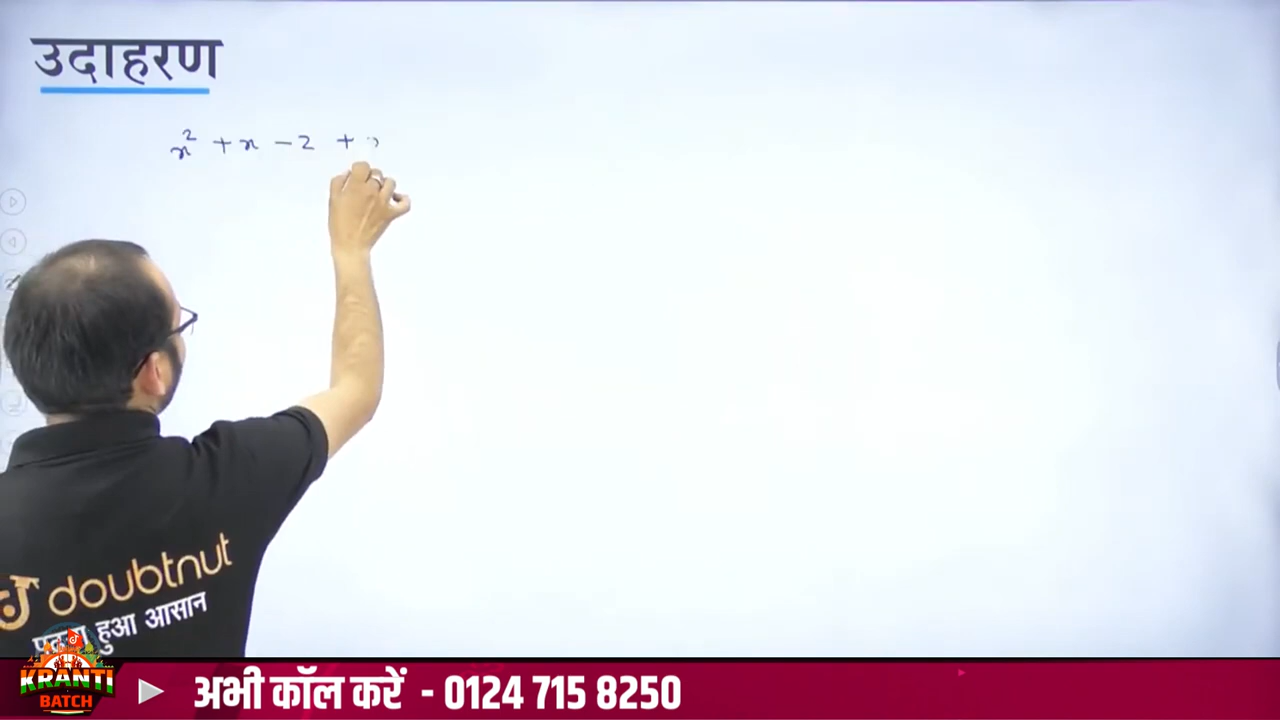 उदाहरण
x² + x - 2 +
doubtnut
हुआ आसान
KRANTI
BATCH
अभी कॉल करें - 0124 715 8250